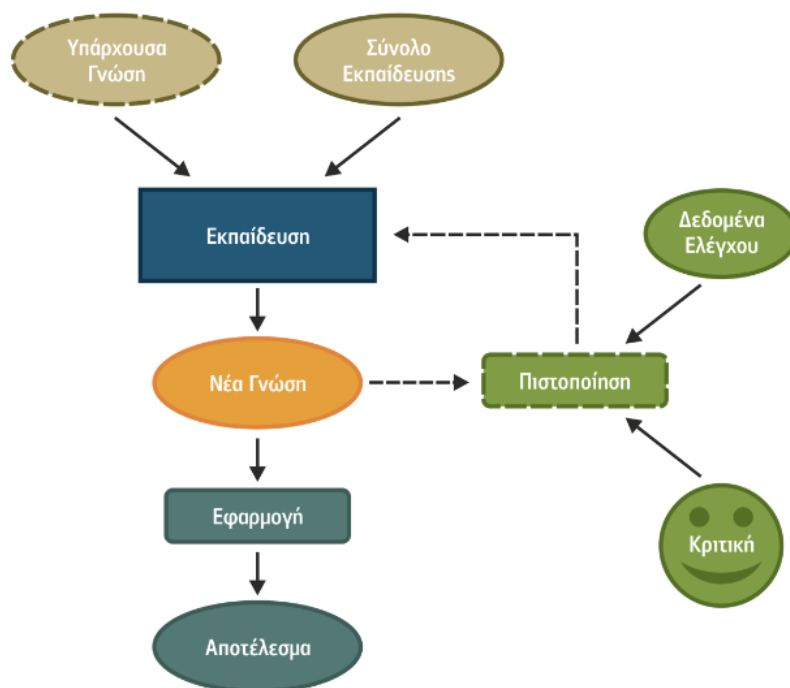 Υπάρχουσα
Γνώση
Σύνολο
Εκπαίδευσης
Εκπαίδευση
Δεδομένα
Ελέγχου
Νέα Γνώση
Πιστοποίηση
Εφαρμογή
Κριτική
Αποτέλεσμα